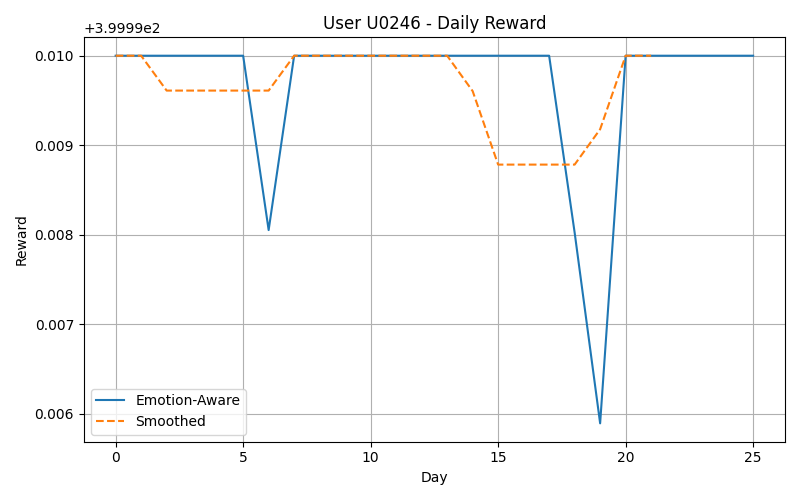 User U0246 - Daily Reward
+3.9999e2
0.010
0.009
0.008
0.007
0.006
Reward
Emotion-Aware
Smoothed
0 5 10 15 20 25
Day